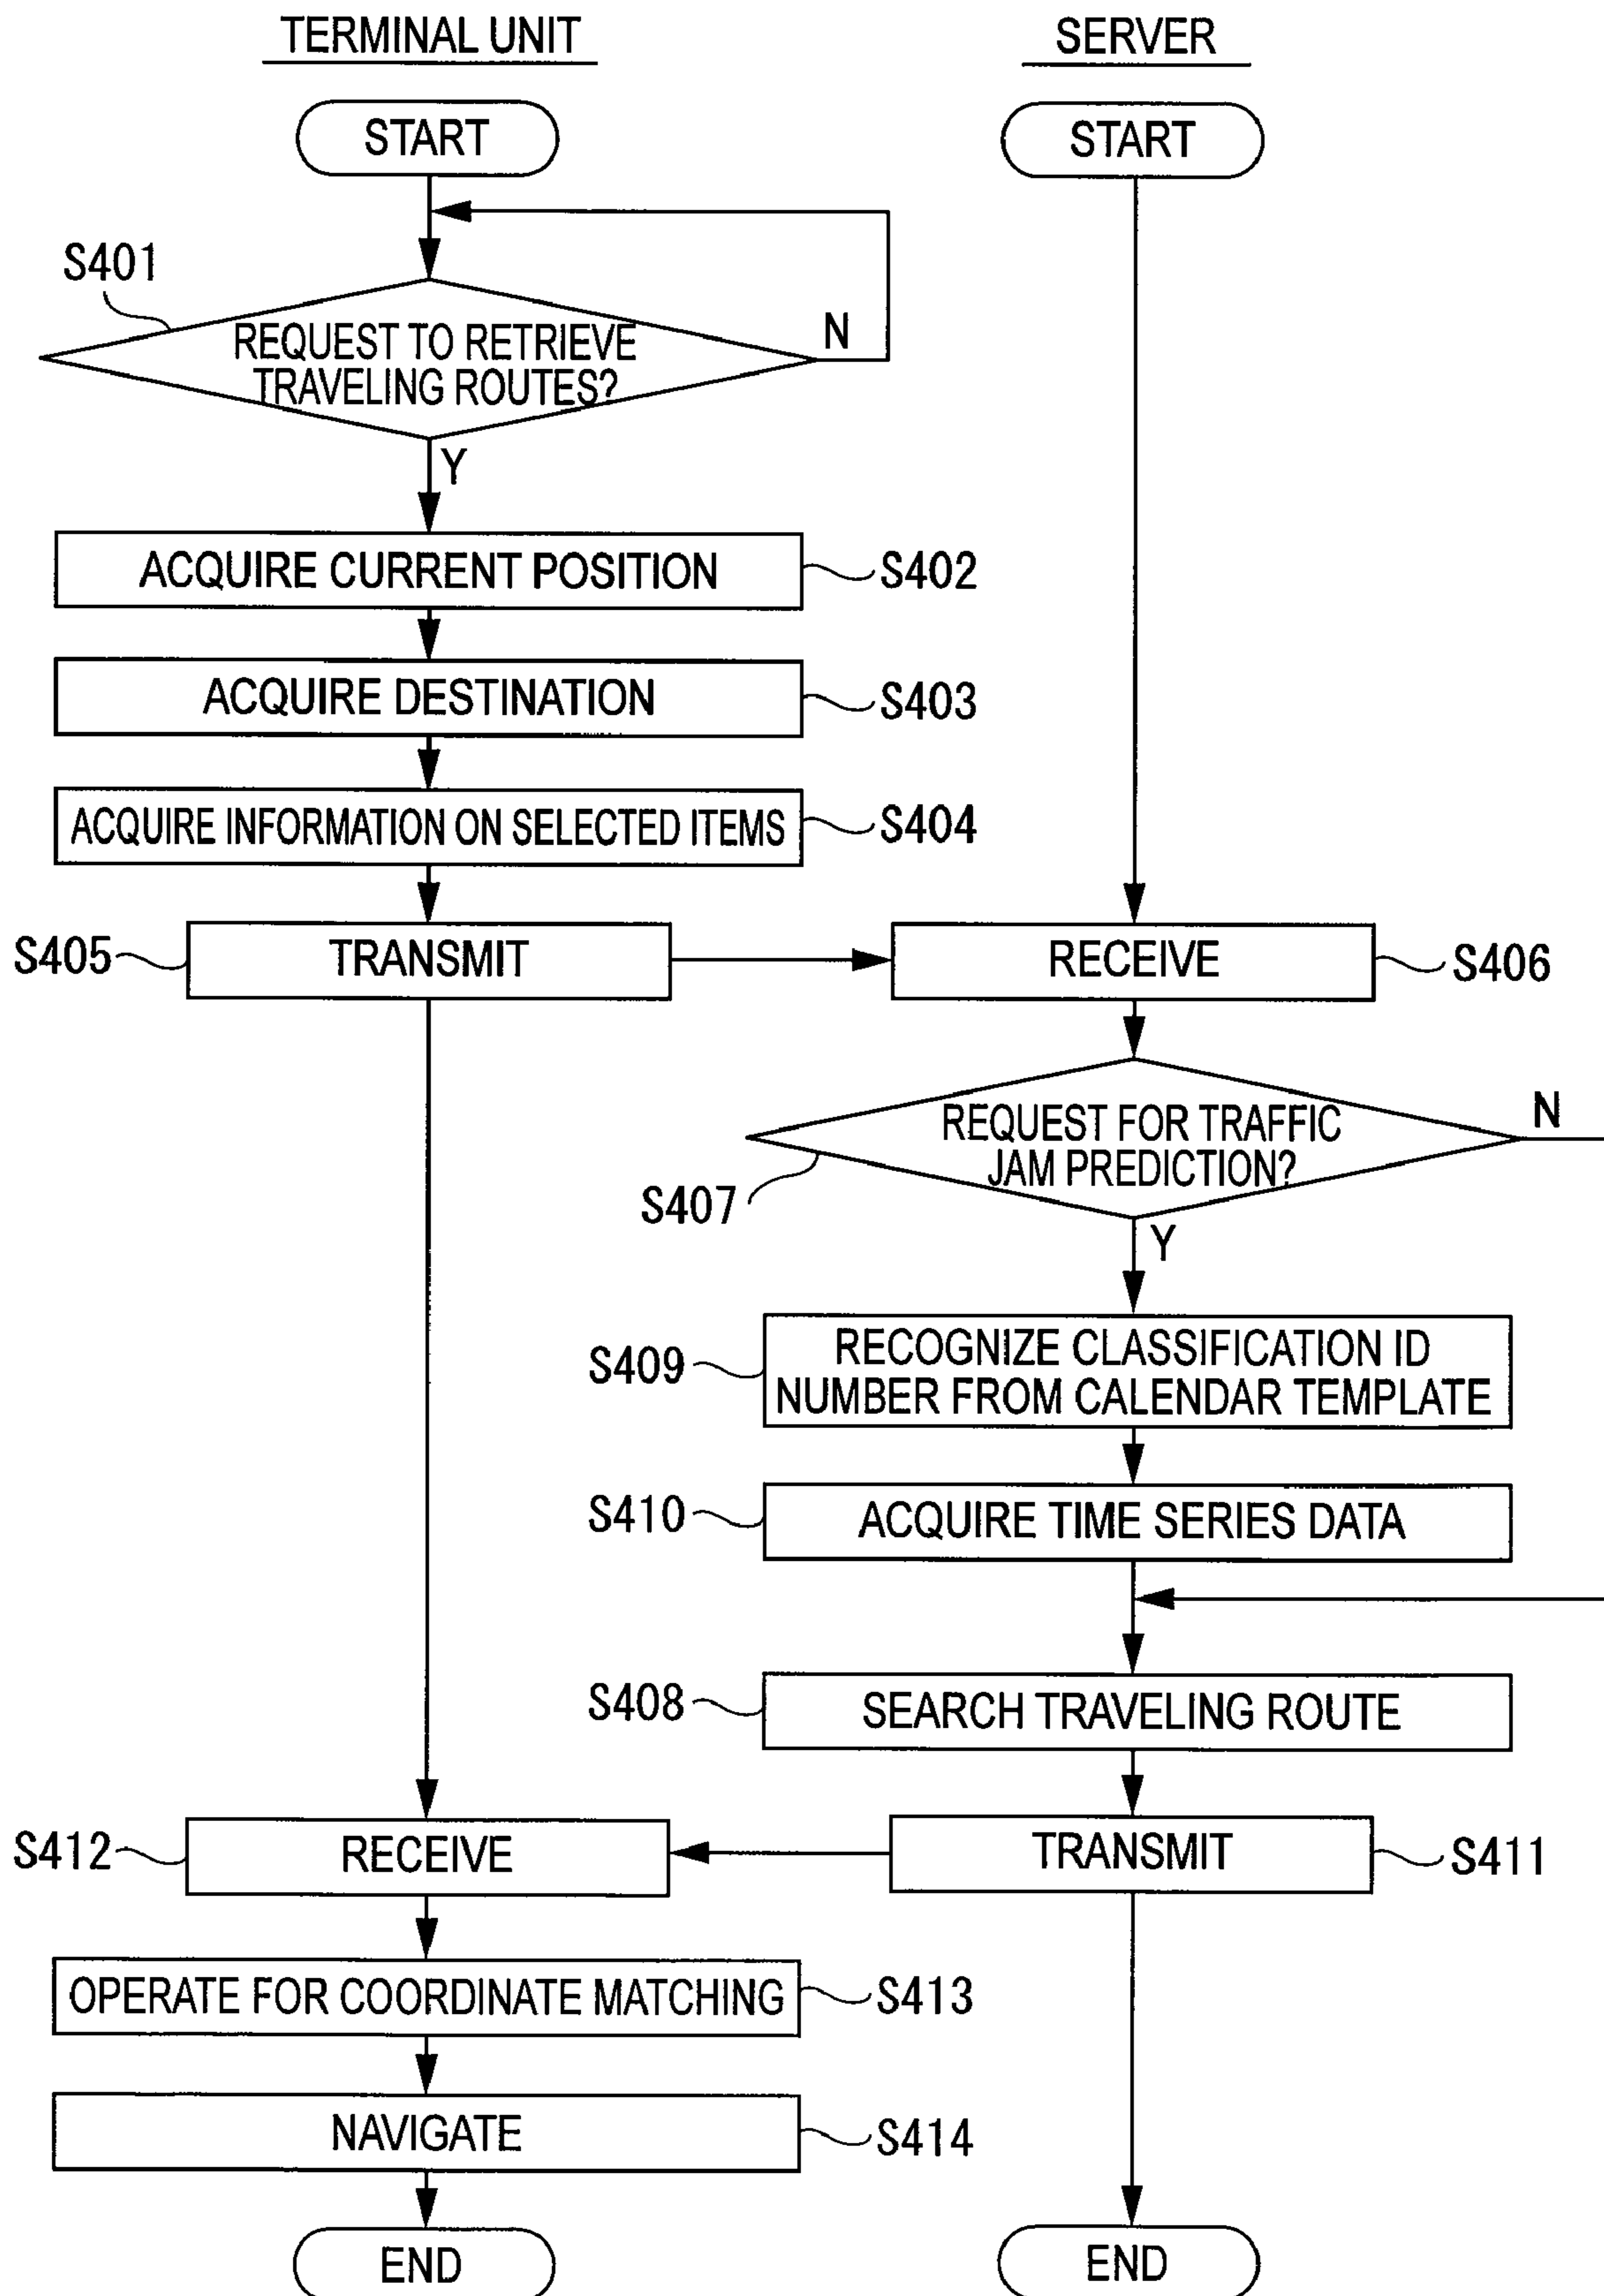 TERMINAL UNIT
SERVER
START
START
S401
REQUEST TO RETRIEVE
TRAVELING ROUTES?
N
Y
ACQUIRE CURRENT POSITION
S402
ACQUIRE DESTINATION
S403
ACQUIRE INFORMATION ON SELECTED ITEMS
S404
S405
TRANSMIT
RECEIVE
S406
REQUEST FOR TRAFFIC
JAM PREDICTION?
N
S407
Y
S409
RECOGNIZE CLASSIFICATION ID
NUMBER FROM CALENDAR TEMPLATE
S410
ACQUIRE TIME SERIES DATA
S408
SEARCH TRAVELING ROUTE
S412
RECEIVE
TRANSMIT
S411
OPERATE FOR COORDINATE MATCHING
S413
NAVIGATE
S414
END
END